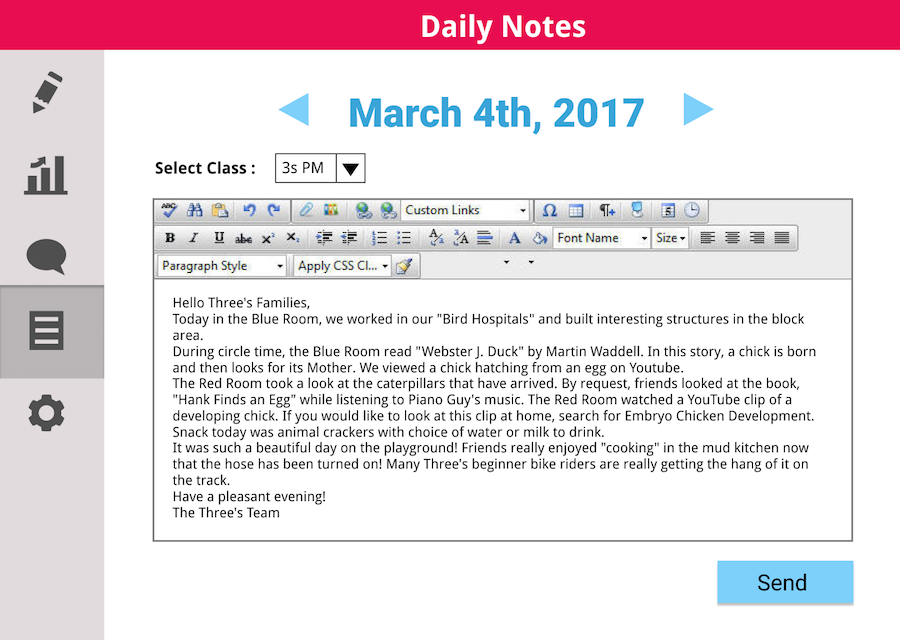 Daily Notes
March 4th, 2017
Select Class : 3s PM
ABC Custom Links Ω ¶ 5
B I U abc x² x₂ A Font Name Size
Paragraph Style Apply CSS Cl...
Hello Three's Families,
Today in the Blue Room, we worked in our "Bird Hospitals" and built interesting structures in the block
area.
During circle time, the Blue Room read "Webster J. Duck" by Martin Waddell. In this story, a chick is born
and then looks for its Mother. We viewed a chick hatching from an egg on Youtube.
The Red Room took a look at the caterpillars that have arrived. By request, friends looked at the book,
"Hank Finds an Egg" while listening to Piano Guy's music. The Red Room watched a YouTube clip of a
developing chick. If you would like to look at this clip at home, search for Embryo Chicken Development.
Snack today was animal crackers with choice of water or milk to drink.
It was such a beautiful day on the playground! Friends really enjoyed "cooking" in the mud kitchen now
that the hose has been turned on! Many Three's beginner bike riders are really getting the hang of it on
the track.
Have a pleasant evening!
The Three's Team
Send